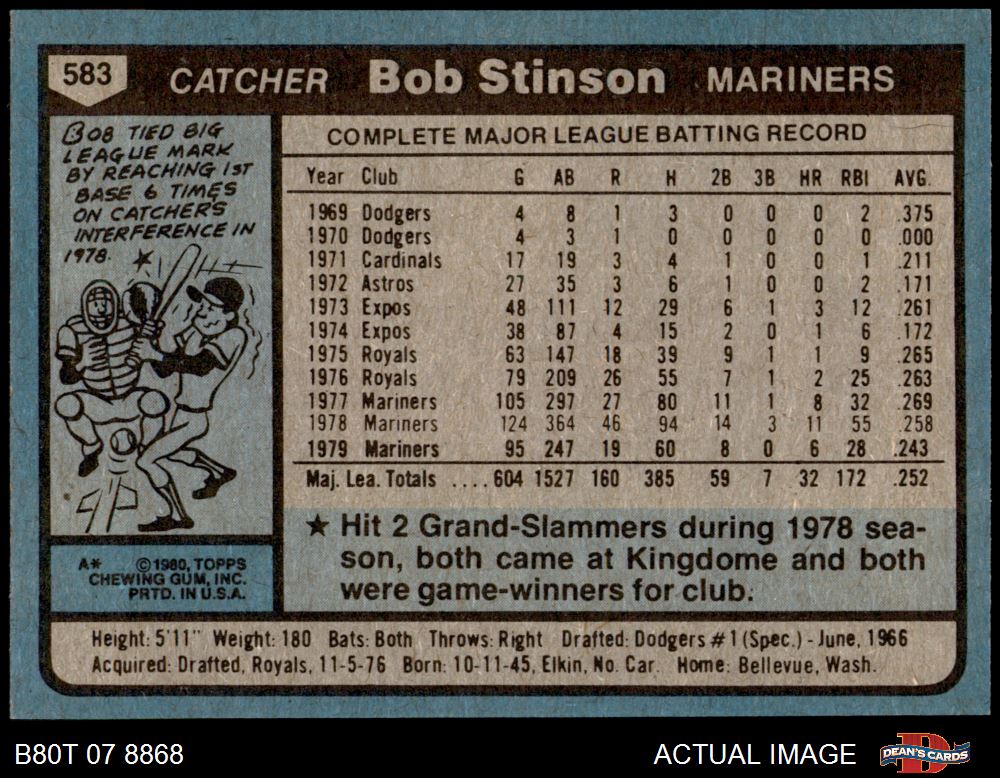 583 CATCHER Bob Stinson MARINERS
BOB TIED BIG
LEAGUE MARK
BY REACHING 1ST
BASE 6 TIMES
ON CATCHER'S
INTERFERENCE IN
1978.
COMPLETE MAJOR LEAGUE BATTING RECORD
Year Club G AB R H 2B 3B HR RBI AVG.
1969 Dodgers 4 8 1 3 0 0 0 2 .375
1970 Dodgers 4 3 1 0 0 0 0 0 .000
1971 Cardinals 17 19 3 4 1 0 0 1 .211
1972 Astros 27 35 3 6 1 0 0 2 .171
1973 Expos 48 111 12 29 6 1 3 12 .261
1974 Expos 38 87 4 15 2 0 1 6 .172
1975 Royals 63 147 18 39 9 1 1 9 .265
1976 Royals 79 209 26 55 7 1 2 25 .263
1977 Mariners 105 297 27 80 11 1 8 32 .269
1978 Mariners 124 364 46 94 14 3 11 55 .258
1979 Mariners 95 247 19 60 8 0 6 28 .243
Maj. Lea. Totals .... 604 1527 160 385 59 7 32 172 .252
★ Hit 2 Grand-Slammers during 1978 sea-
son, both came at Kingdome and both
were game-winners for club.
A* ©1980, TOPPS
CHEWING GUM, INC.
PRTD. IN U.S.A.
Height: 5'11" Weight: 180 Bats: Both Throws: Right Drafted: Dodgers #1 (Spec.) - June, 1966
Acquired: Drafted, Royals, 11-5-76 Born: 10-11-45, Elkin, No. Car. Home: Bellevue, Wash.
B80T 07 8868 ACTUAL IMAGE D DEAN'S CARDS